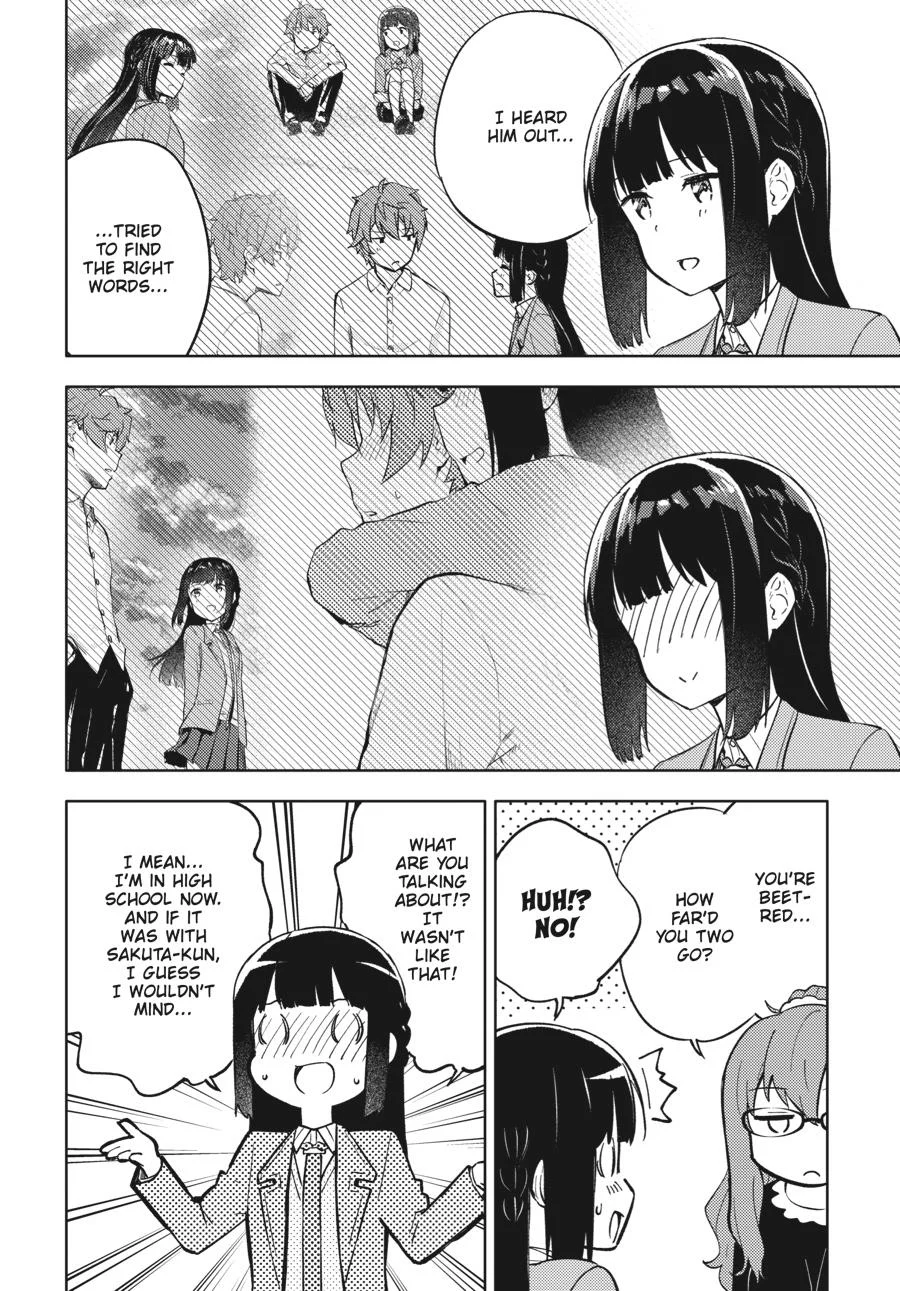 I HEARD
HIM OUT...
...TRIED
TO FIND
THE RIGHT
WORDS...
YOU'RE
BEET-
RED...
HOW
FAR'D
YOU TWO
GO?
HUH!?
NO!
WHAT
ARE YOU
TALKING
ABOUT!?
IT
WASN'T
LIKE
THAT!
I MEAN...
I'M IN HIGH
SCHOOL NOW.
AND IF IT
WAS WITH
SAKUTA-KUN,
I GUESS
I WOULDN'T
MIND...